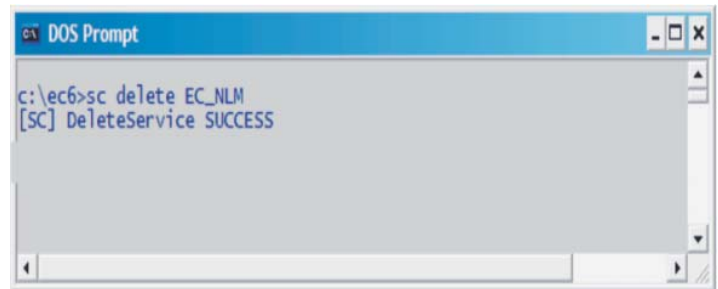 DOS Prompt
c:\ec6>sc delete EC_NLM
[SC] DeleteService SUCCESS